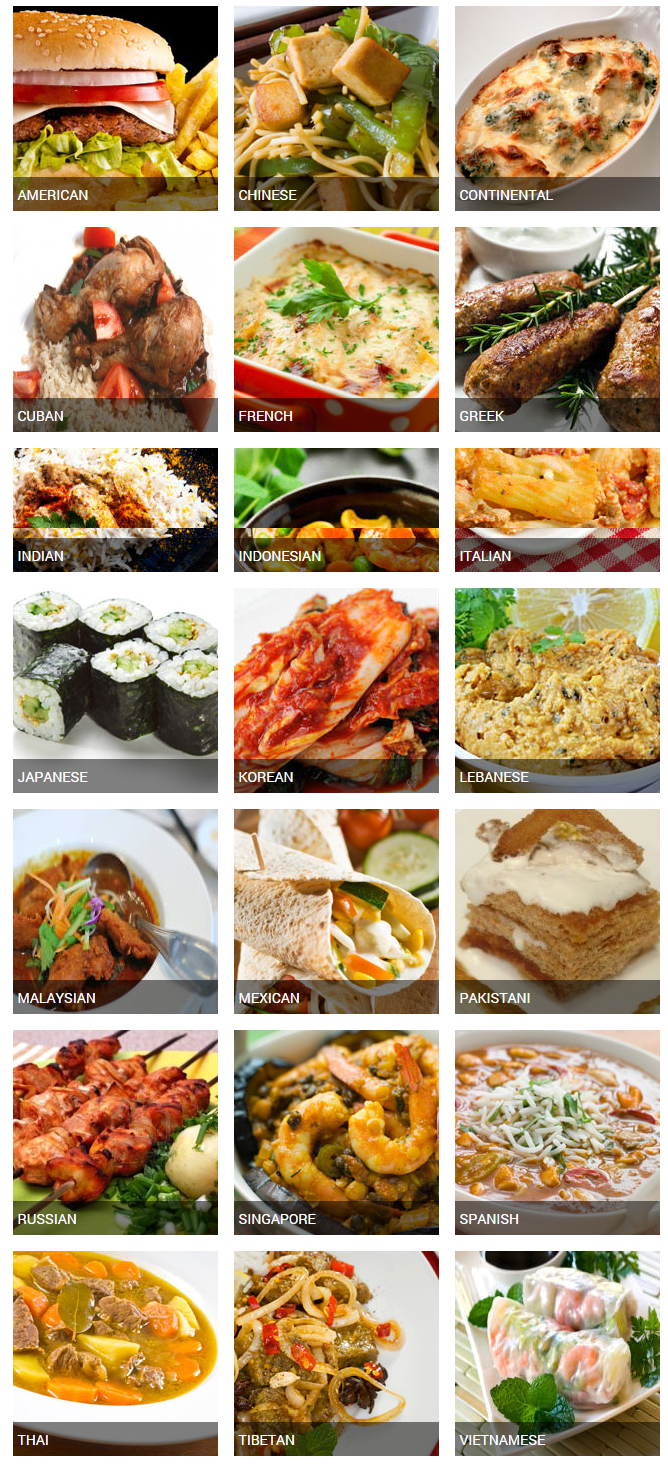 AMERICAN
CHINESE
CONTINENTAL
CUBAN
FRENCH
GREEK
INDIAN
INDONESIAN
ITALIAN
JAPANESE
KOREAN
LEBANESE
MALAYSIAN
MEXICAN
PAKISTANI
RUSSIAN
SINGAPORE
SPANISH
THAI
TIBETAN
VIETNAMESE